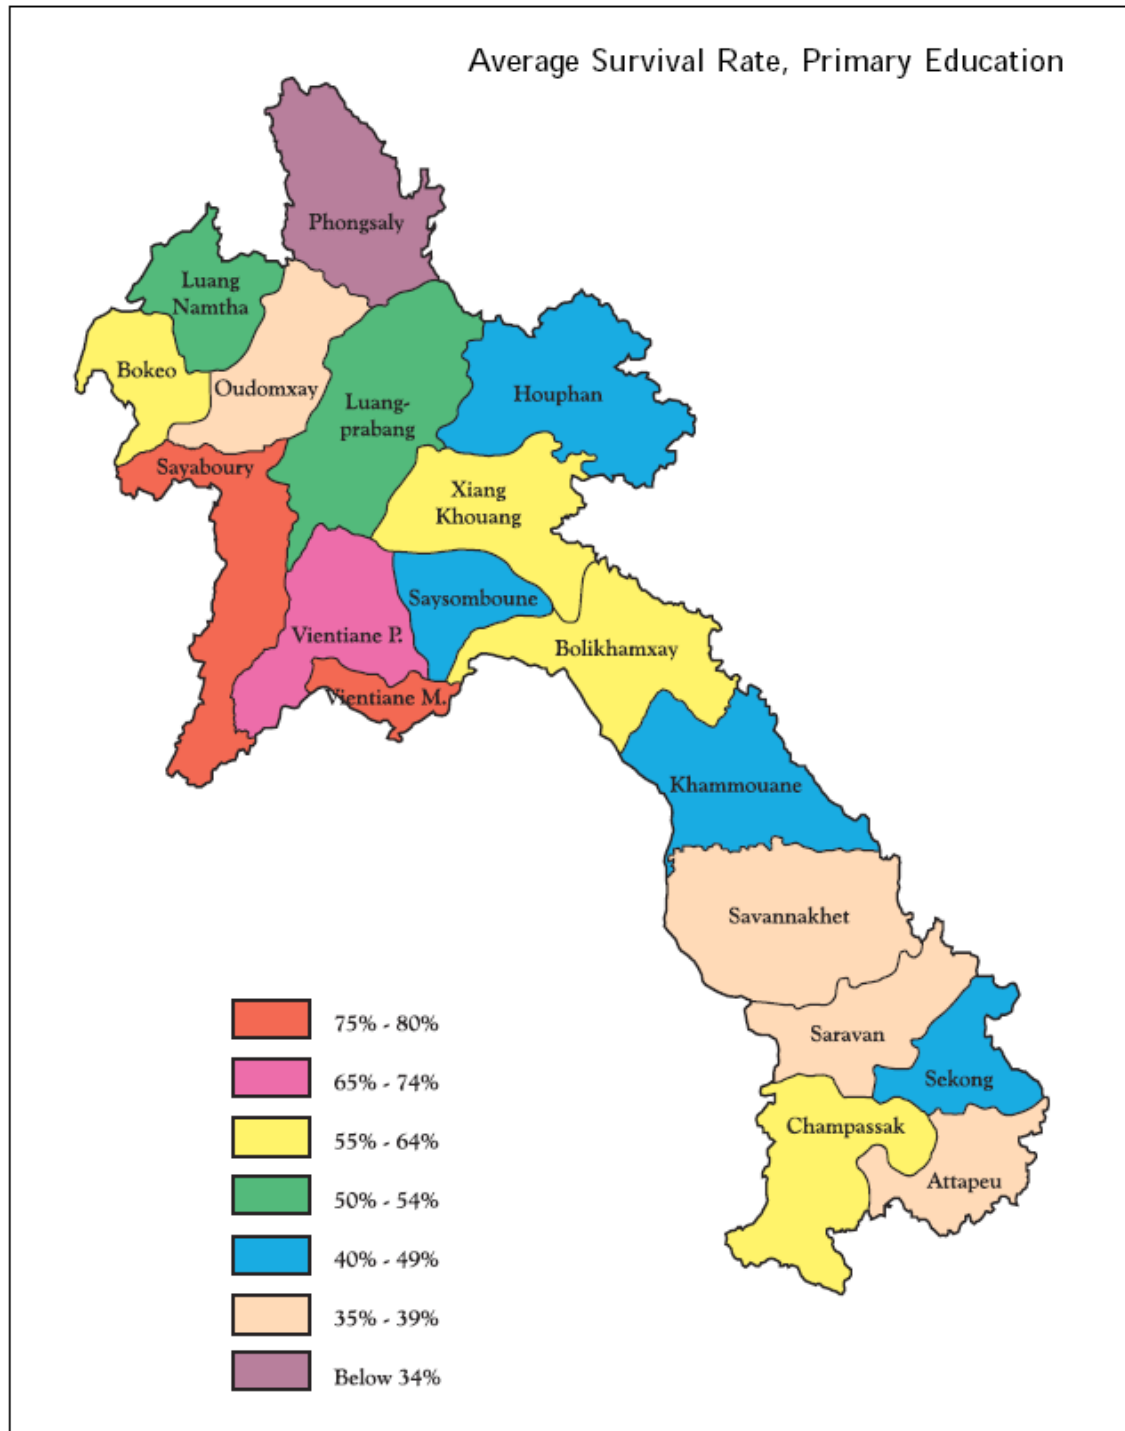 Average Survival Rate, Primary Education
Phongsaly
Luang
Namtha
Bokeo
Oudomxay
Luang-
prabang
Houphan
Sayaboury
Xiang
Khouang
Saysomboune
Vientiane P.
Bolikhamxay
Vientiane M.
Khammouane
Savannakhet
Saravan
Sekong
Champassak
Attapeu
75% - 80%
65% - 74%
55% - 64%
50% - 54%
40% - 49%
35% - 39%
Below 34%